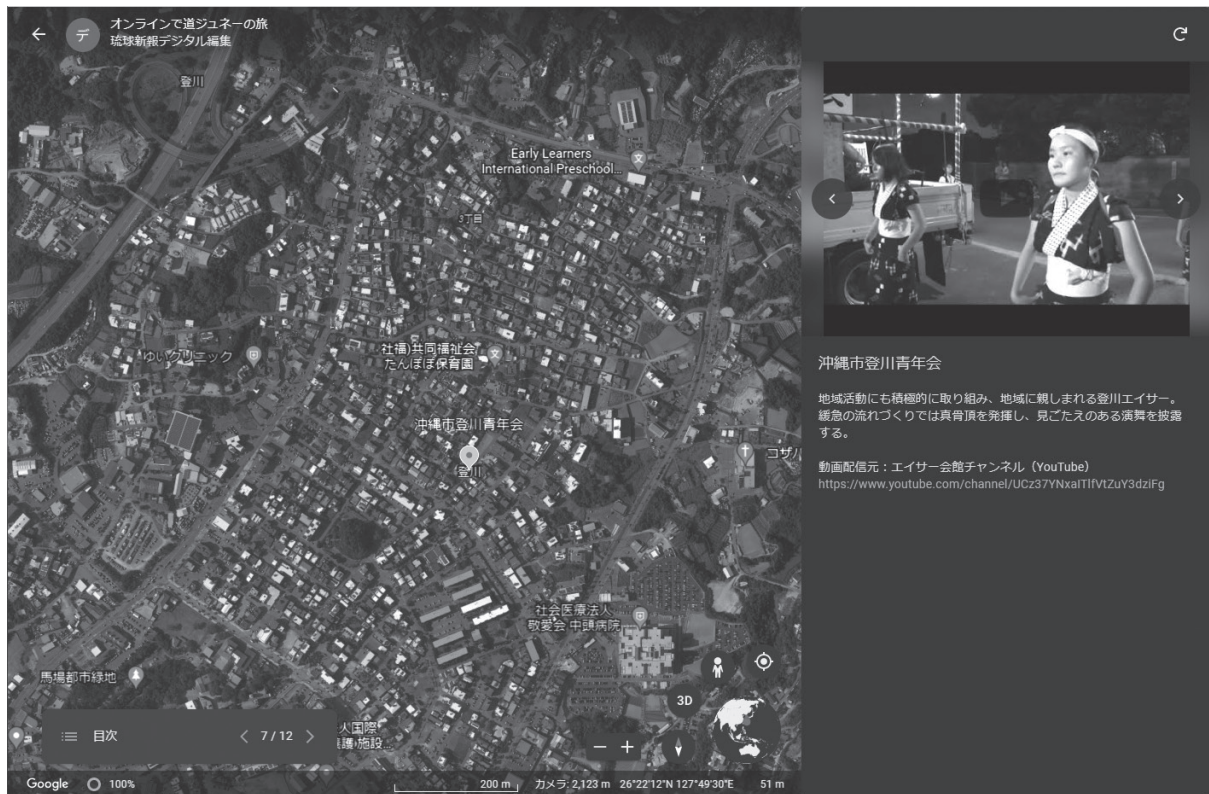 オンラインで道ジュネーの旅
デ
琉球新報デジタル編集
登川
Early Learners
International Preschool...
3丁目
ゆいクリニック
社福)共同福祉会
たんぽぽ保育園
沖縄市登川青年会
登川
コザハ
社会医療法人
敬愛会 中頭病院
馬場都市緑地
人国際
護・施設...
目次
7 / 12
3D
Google
100%
200 m
カメラ: 2,123 m
26°22'12"N 127°49'30"E
51 m
沖縄市登川青年会
地域活動にも積極的に取り組み、地域に親しまれる登川エイサー。
緩急の流れづくりでは真骨頂を発揮し、見ごたえのある演舞を披露
する。
動画配信元：エイサー会館チャンネル（YouTube）
https://www.youtube.com/channel/UCz37YNxaITlfVtZuY3dziFg